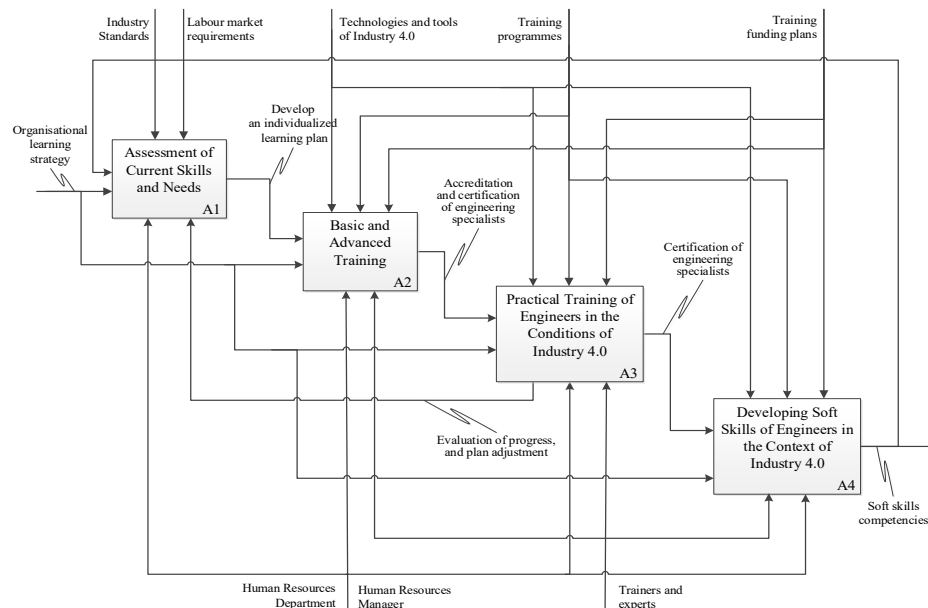 Industry
Standards
Labour market
requirements
Technologies and tools
of Industry 4.0
Training
programmes
Training
funding plans
Organisational
learning
strategy
Assessment of
Current Skills
and Needs
A1
Develop
an individualized
learning plan
Basic and
Advanced
Training
A2
Accreditation
and certification
of engineering
specialists
Certification of
engineering
specialists
Practical Training of
Engineers in the
Conditions of
Industry 4.0
A3
Evaluation of progress,
and plan adjustment
Developing Soft
Skills of Engineers in
the Context of
Industry 4.0
A4
Soft skills
competencies
Human Resources
Department
Human Resources
Manager
Trainers and
experts